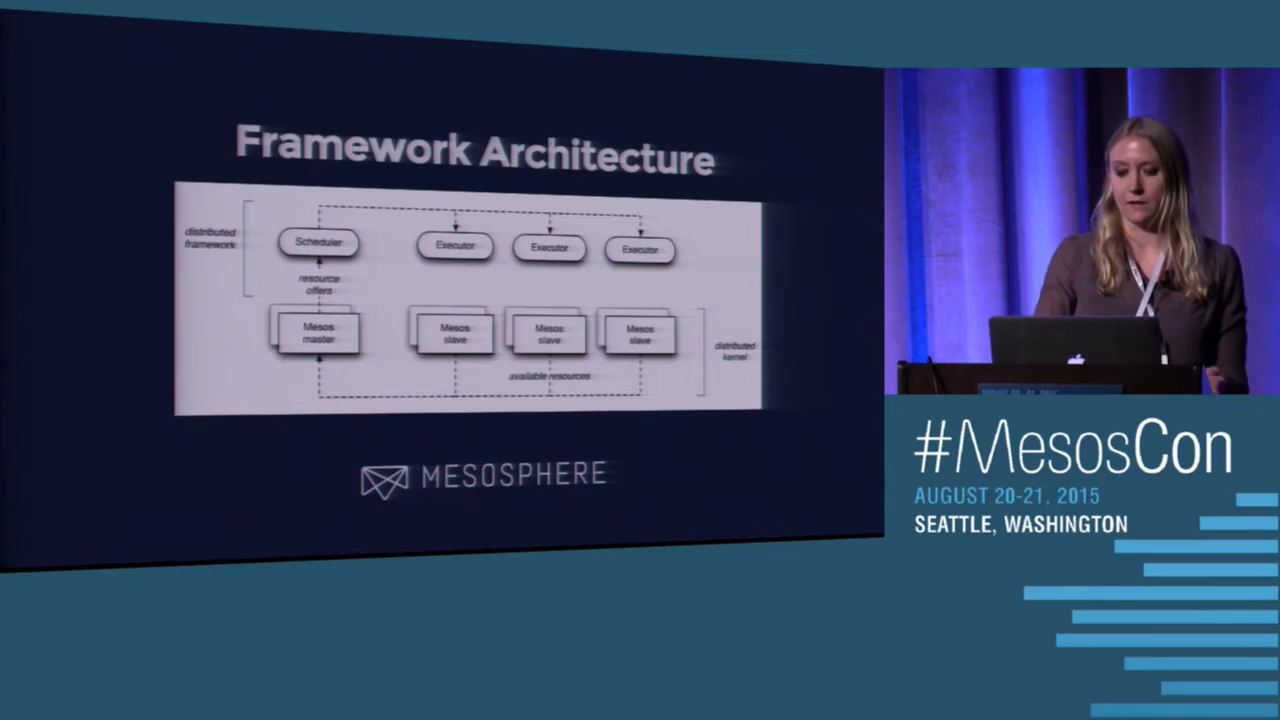 Framework Architecture
distributed
framework
Scheduler
Executor
Executor
Executor
resource
offers
Mesos
master
Mesos
slave
Mesos
slave
Mesos
slave
distributed
kernel
available resources
MESOSPHERE
#MesosCon
AUGUST 20-21, 2015
SEATTLE, WASHINGTON